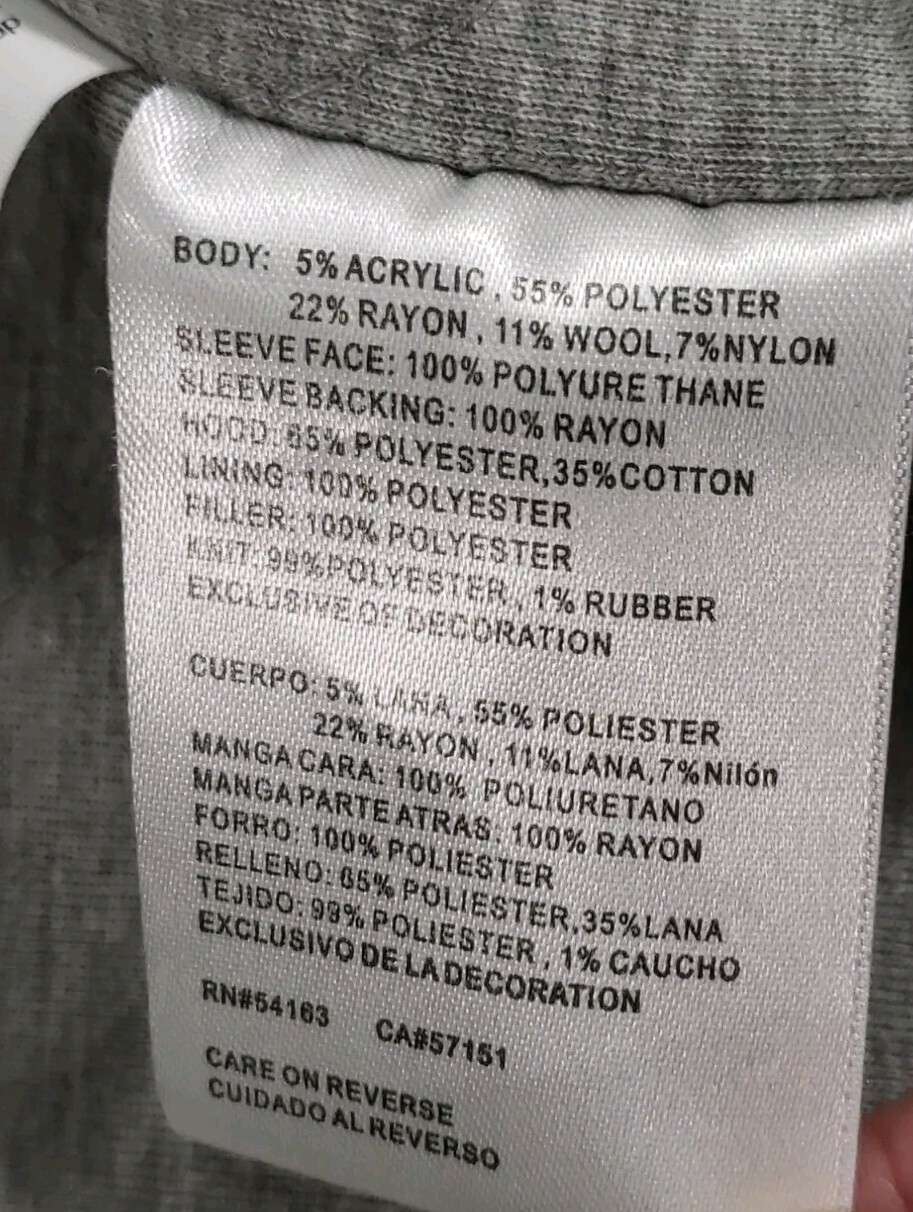 BODY: 5% ACRYLIC , 55% POLYESTER
22% RAYON , 11% WOOL,7%NYLON
SLEEVE FACE: 100% POLYURE THANE
SLEEVE BACKING: 100% RAYON
HOOD: 65% POLYESTER,35%COTTON
LINING: 100% POLYESTER
FILLER: 100% POLYESTER
KNIT: 99%POLYESTER , 1% RUBBER
EXCLUSIVE OF DECORATION
CUERPO: 5% LANA , 55% POLIESTER
22% RAYON , 11%LANA,7%Nilón
MANGA CARA: 100% POLIURETANO
MANGA PARTE ATRAS: 100% RAYON
FORRO: 100% POLIESTER
RELLENO: 65% POLIESTER,35%LANA
TEJIDO: 99% POLIESTER , 1% CAUCHO
EXCLUSIVO DE LA DECORATION
RN#54163 CA#57151
CARE ON REVERSE
CUIDADO AL REVERSO